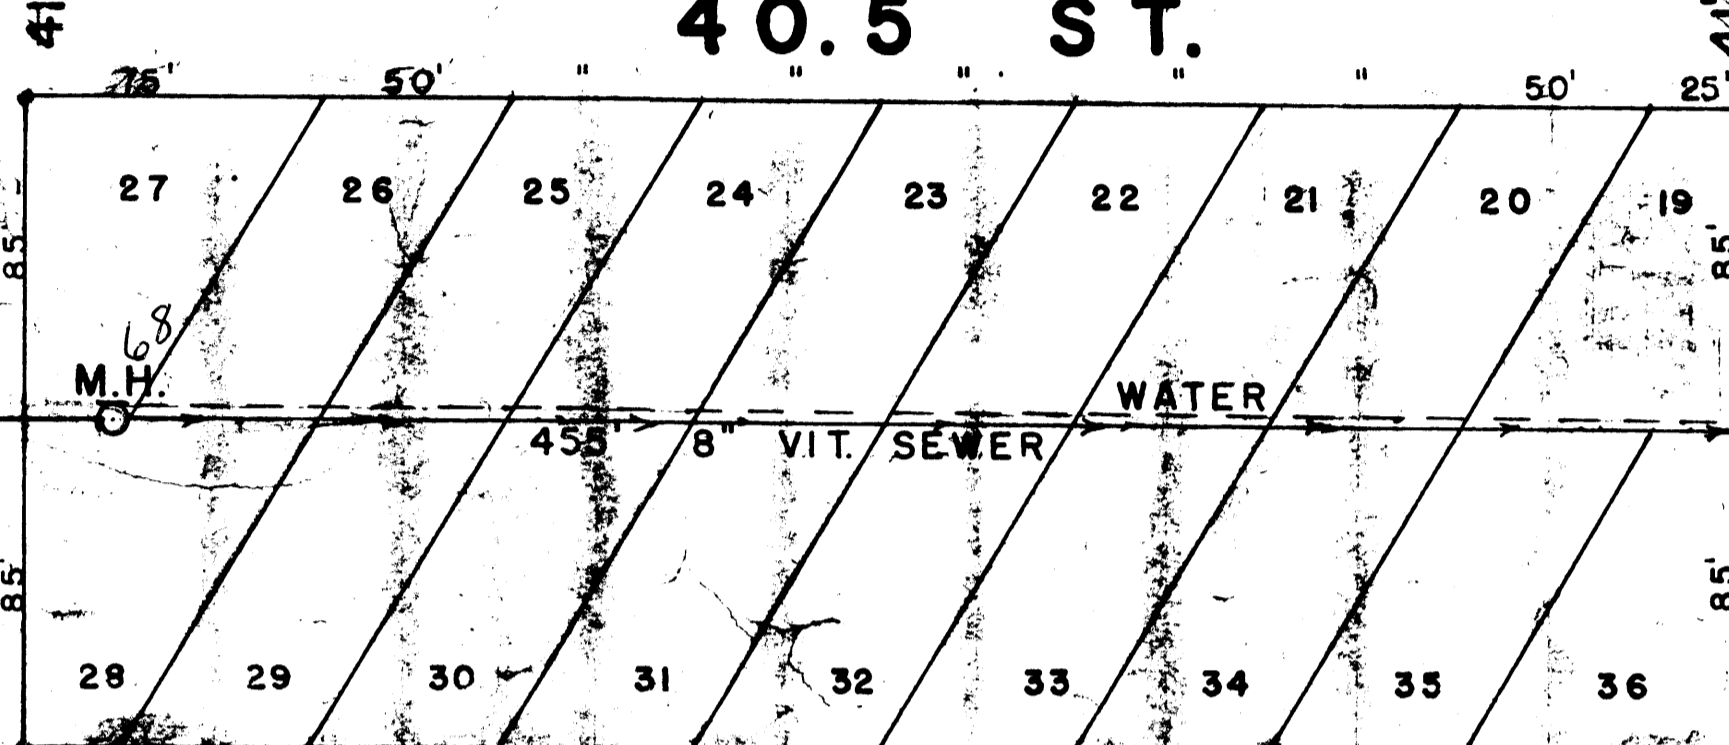 40.5 ST.
75' 50' " " " " " 50' 25'
27 26 25 24 23 22 21 20 19
85' 85'
68
M.H.
WATER
455' 8" VIT. SEWER
85' 85'
28 29 30 31 32 33 34 35 36